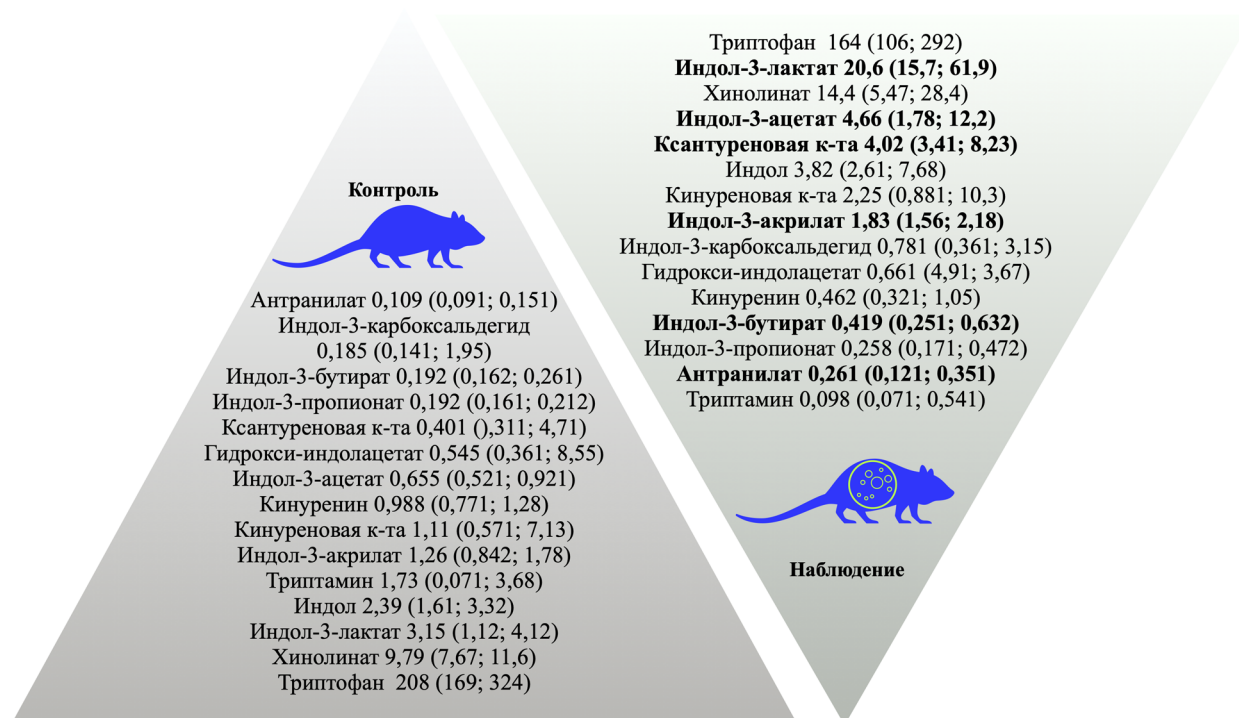 Контроль
Антранилат 0,109 (0,091; 0,151)
Индол-3-карбоксальдегид
0,185 (0,141; 1,95)
Индол-3-бутират 0,192 (0,162; 0,261)
Индол-3-пропионат 0,192 (0,161; 0,212)
Ксантуреновая к-та 0,401 (),311; 4,71)
Гидрокси-индолацетат 0,545 (0,361; 8,55)
Индол-3-ацетат 0,655 (0,521; 0,921)
Кинуренин 0,988 (0,771; 1,28)
Кинуреновая к-та 1,11 (0,571; 7,13)
Индол-3-акрилат 1,26 (0,842; 1,78)
Триптамин 1,73 (0,071; 3,68)
Индол 2,39 (1,61; 3,32)
Индол-3-лактат 3,15 (1,12; 4,12)
Хинолинат 9,79 (7,67; 11,6)
Триптофан 208 (169; 324)
Триптофан 164 (106; 292)
Индол-3-лактат 20,6 (15,7; 61,9)
Хинолинат 14,4 (5,47; 28,4)
Индол-3-ацетат 4,66 (1,78; 12,2)
Ксантуреновая к-та 4,02 (3,41; 8,23)
Индол 3,82 (2,61; 7,68)
Кинуреновая к-та 2,25 (0,881; 10,3)
Индол-3-акрилат 1,83 (1,56; 2,18)
Индол-3-карбоксальдегид 0,781 (0,361; 3,15)
Гидрокси-индолацетат 0,661 (4,91; 3,67)
Кинуренин 0,462 (0,321; 1,05)
Индол-3-бутират 0,419 (0,251; 0,632)
Индол-3-пропионат 0,258 (0,171; 0,472)
Антранилат 0,261 (0,121; 0,351)
Триптамин 0,098 (0,071; 0,541)
Наблюдение